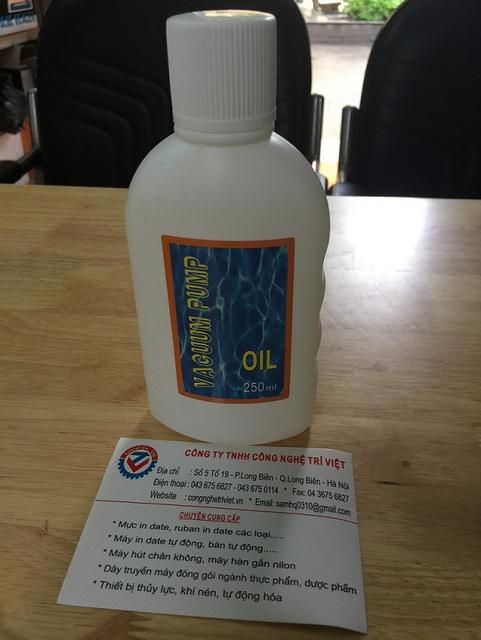 VACUUM PUMP
OIL
250ml
CÔNG TY TNHH CÔNG NGHỆ TRÍ VIỆT
Địa chỉ : Số 5 Tổ 19 - P.Long Biên - Q.Long Biên - Hà Nội
Điện thoại : 043 675 6827 - 043 675 0114 * Fax: 04 3675 6827
Website : congnghetriviet.vn * Email: samhq0310@gmail.com
CHUYÊN CUNG CẤP
* Mực in date, ruban in date các loại.....
* Máy in date tự động, bán tự động.....
* Máy hút chân không, máy hàn gắn nilon
* Dây truyền máy đóng gói ngành thực phẩm, dược phẩm
* Thiết bị thủy lực, khí nén, tự động hóa